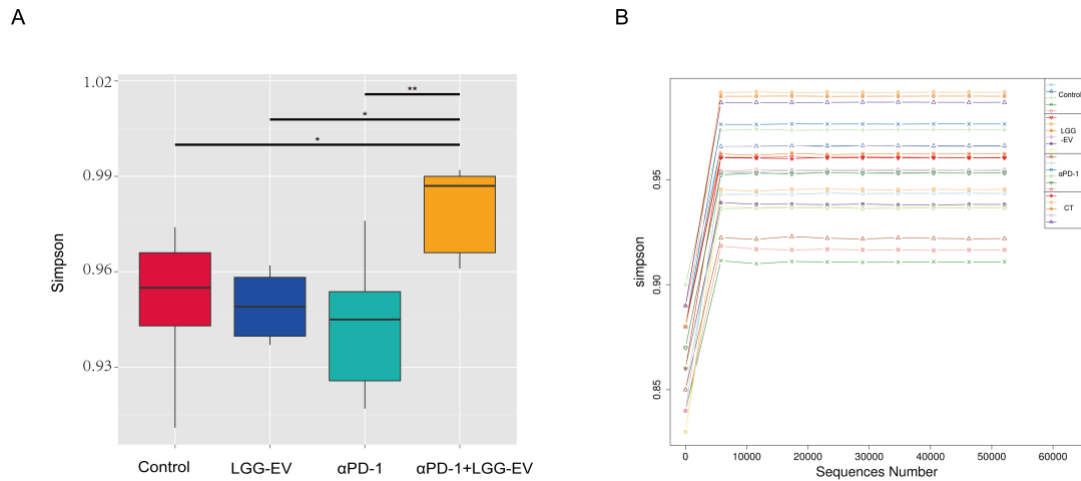 A
Simpson
1.02
0.99
0.96
0.93
**
*
*
Control
LGG-EV
αPD-1
αPD-1+LGG-EV
B
simpson
0.95
0.90
0.85
0
10000
20000
30000
40000
50000
60000
Sequences Number
Control
LGG
-EV
αPD-1
CT